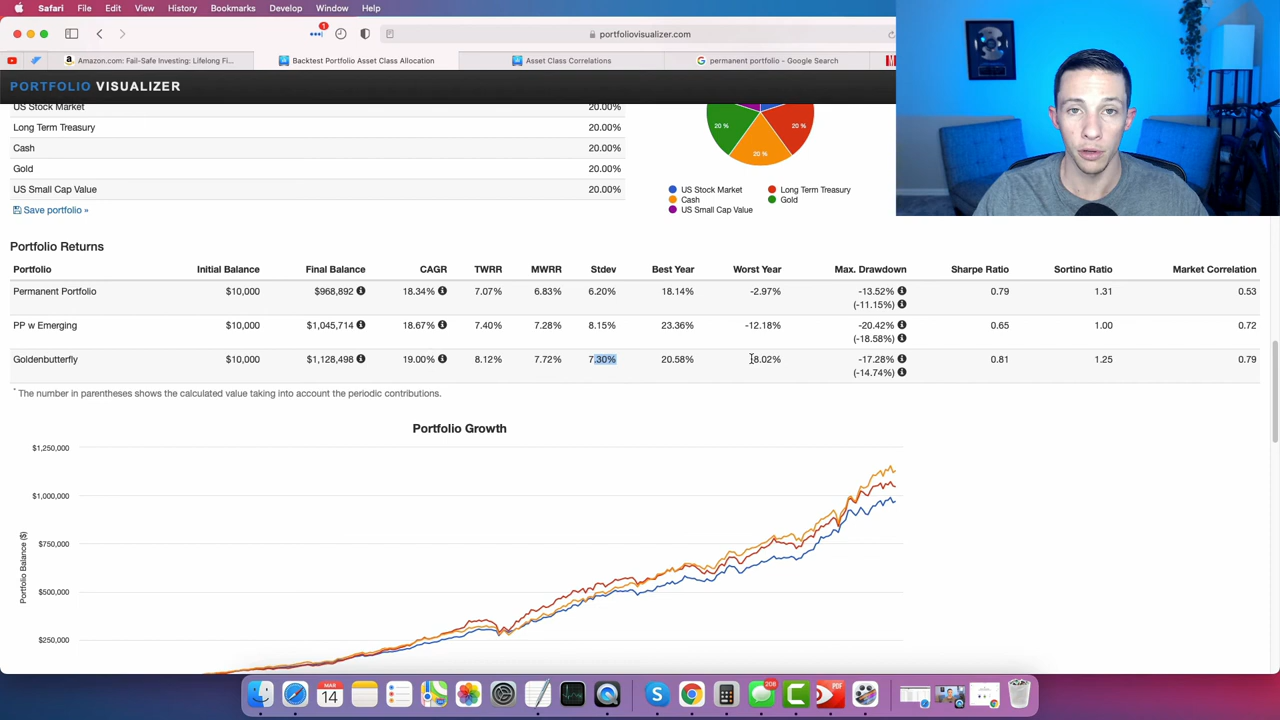 Safari File Edit View History Bookmarks Develop Window Help
1
portfoliovisualizer.com
Amazon.com: Fail-Safe Investing: Lifelong Fi... Backtest Portfolio Asset Class Allocation Asset Class Correlations permanent portfolio - Google Search
PORTFOLIO VISUALIZER
US Stock Market 20.00%
Long Term Treasury 20.00%
Cash 20.00%
Gold 20.00%
US Small Cap Value 20.00%
Save portfolio »
20 % 20 %
20 %
US Stock Market Long Term Treasury
Cash Gold
US Small Cap Value
Portfolio Returns
Portfolio Initial Balance Final Balance CAGR TWRR MWRR Stdev Best Year Worst Year Max. Drawdown Sharpe Ratio Sortino Ratio Market Correlation
Permanent Portfolio $10,000 $968,892 18.34% 7.07% 6.83% 6.20% 18.14% -2.97% -13.52% 0.79 1.31 0.53
(-11.15%)
PP w Emerging $10,000 $1,045,714 18.67% 7.40% 7.28% 8.15% 23.36% -12.18% -20.42% 0.65 1.00 0.72
(-18.58%)
Goldenbutterfly $10,000 $1,128,498 19.00% 8.12% 7.72% 7.30% 20.58% 8.02% -17.28% 0.81 1.25 0.79
(-14.74%)
* The number in parentheses shows the calculated value taking into account the periodic contributions.
Portfolio Growth
$1,250,000
$1,000,000
$750,000
$500,000
$250,000
Portfolio Balance ($)
MAR
14
208
PDF